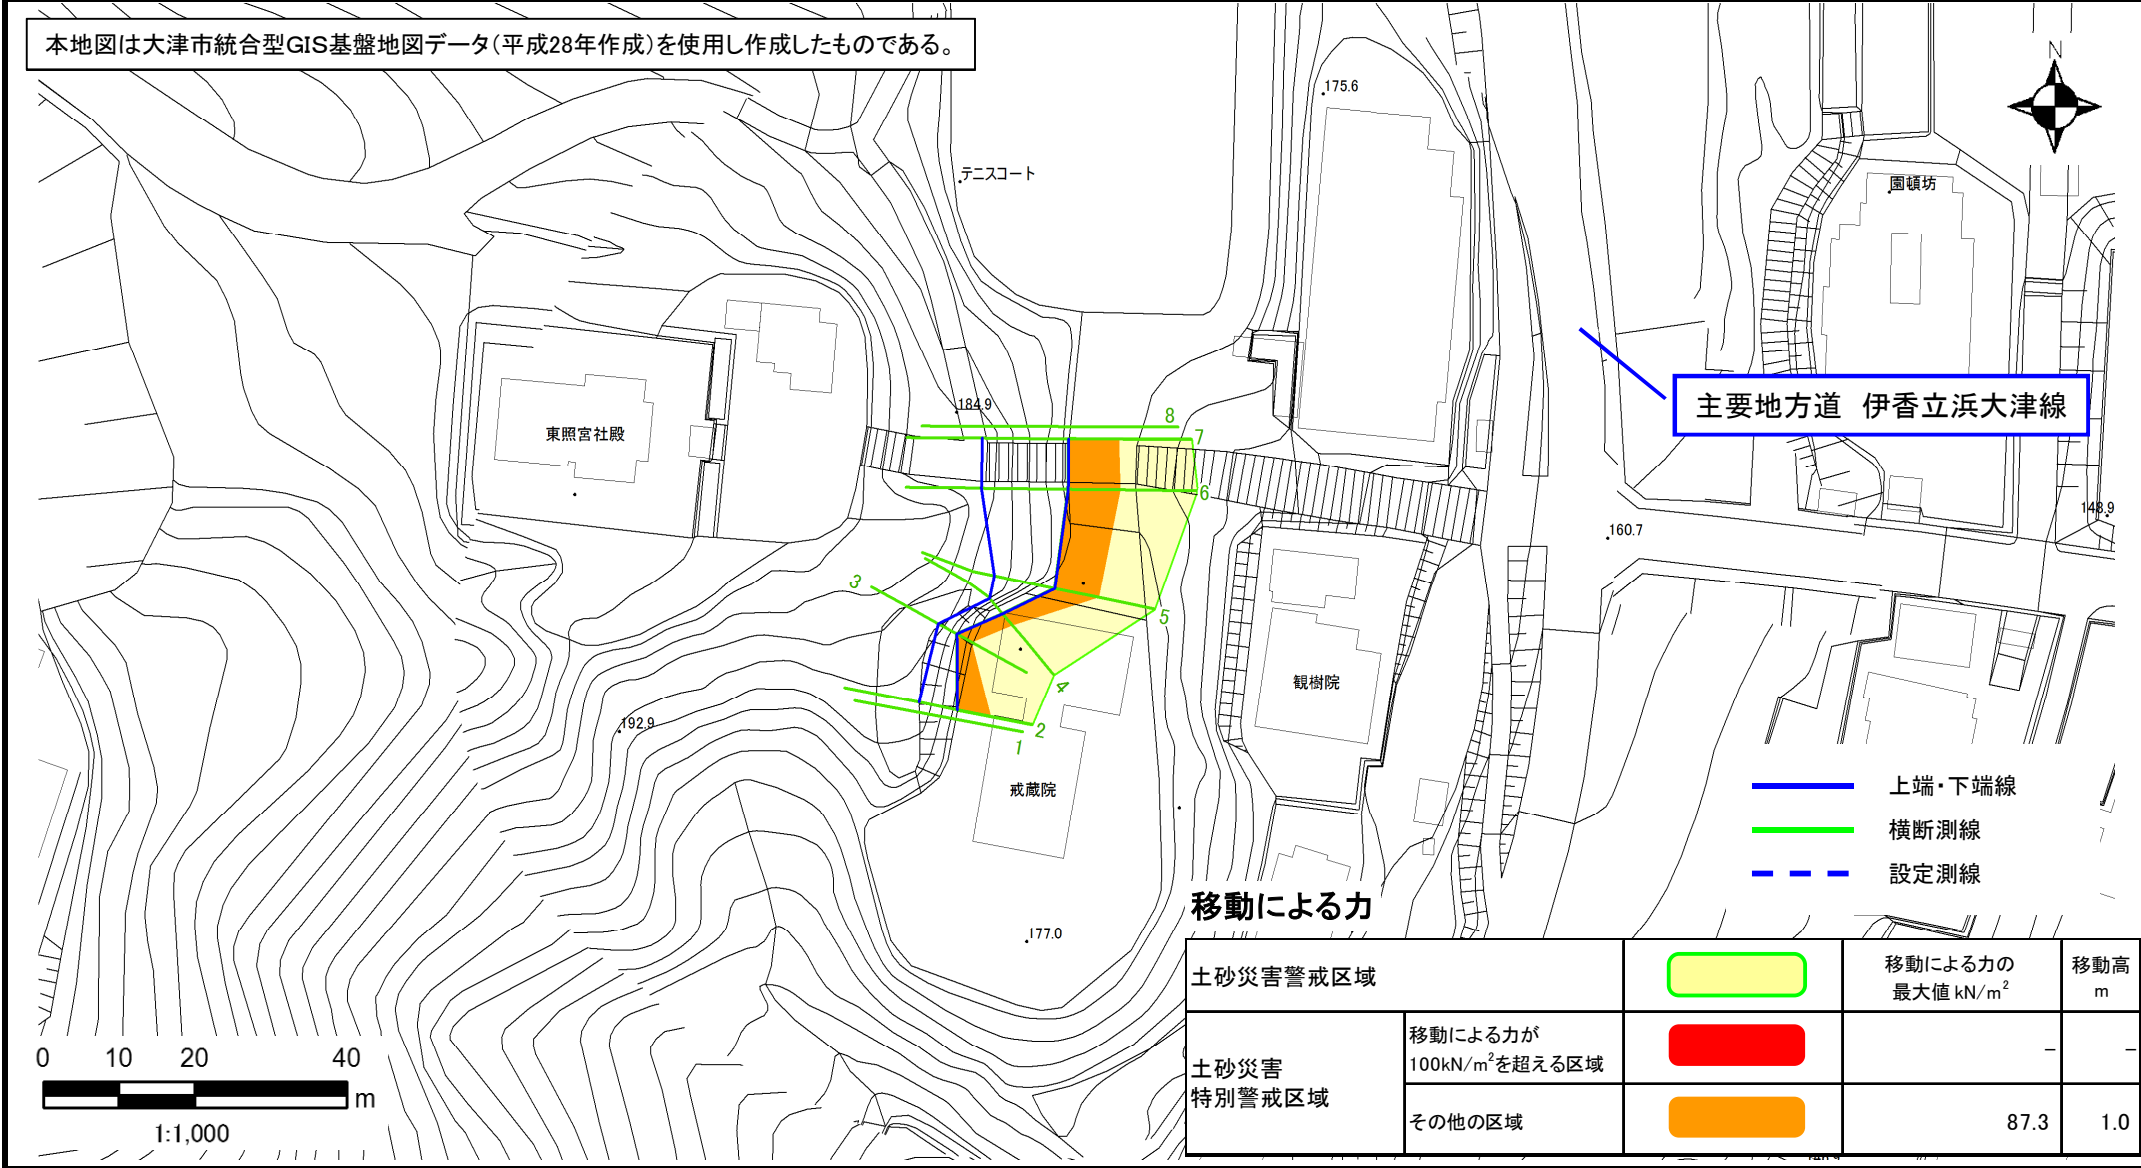 本地図は大津市統合型GIS基盤地図データ(平成28年作成)を使用し作成したものである。
N
175.6
テニスコート
園頓坊
184.9
8
7
主要地方道 伊香立浜大津線
東照宮社殿
6
148.9
160.7
3
5
観樹院
4
192.9
2
1
戒蔵院
上端・下端線
横断測線
設定測線
177.0
移動による力
土砂災害警戒区域
移動による力の
最大値 kN/m²
移動高
m
土砂災害
特別警戒区域
移動による力が
100kN/m²を超える区域
−
−
その他の区域
87.3
1.0
0 10 20 40
m
1:1,000